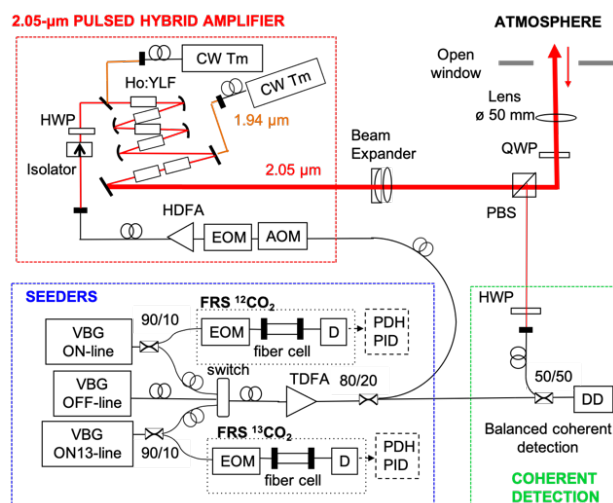 2.05-µm PULSED HYBRID AMPLIFIER
ATMOSPHERE
CW Tm
CW Tm
Ho:YLF
1.94 µm
HWP
Isolator
2.05 µm
Open
window
Lens
ø 50 mm
QWP
Beam
Expander
PBS
HDFA
EOM
AOM
SEEDERS
FRS ¹²CO₂
VBG
ON-line
90/10
EOM
D
fiber cell
PDH
PID
switch
VBG
OFF-line
TDFA
80/20
VBG
ON13-line
90/10
FRS ¹³CO₂
EOM
D
fiber cell
PDH
PID
HWP
50/50
DD
Balanced coherent
detection
COHERENT
DETECTION